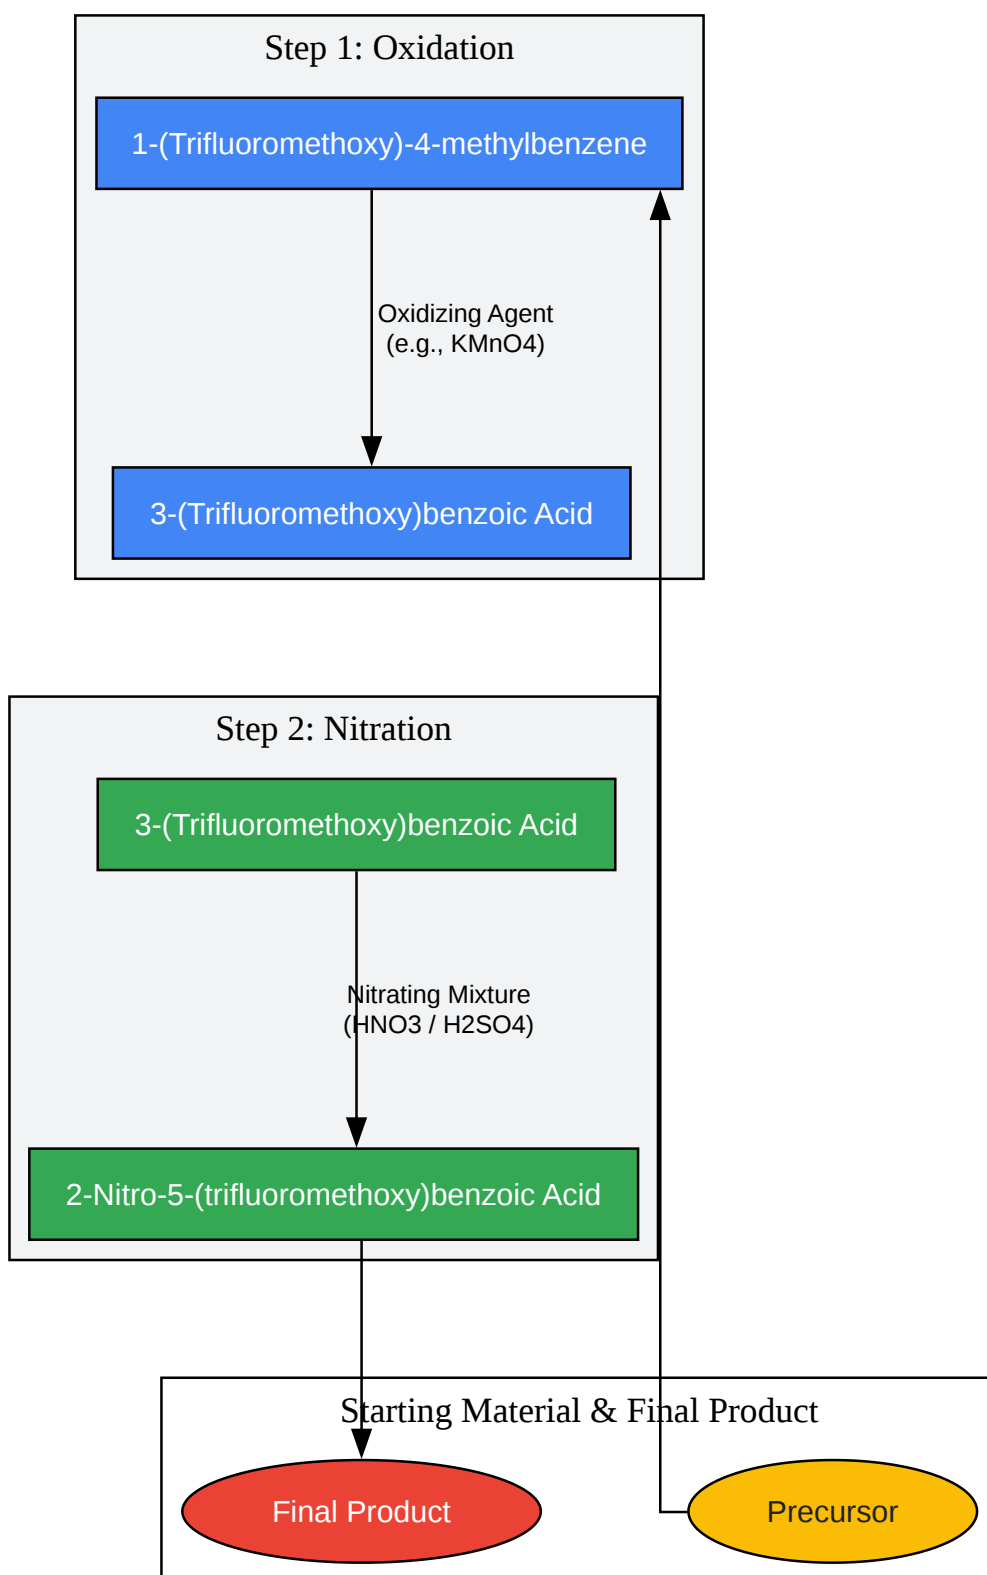 Step 1: Oxidation
1-(Trifluoromethoxy)-4-methylbenzene
Oxidizing Agent
(e.g., KMnO4)
3-(Trifluoromethoxy)benzoic Acid
Step 2: Nitration
3-(Trifluoromethoxy)benzoic Acid
Nitrating Mixture
(HNO3 / H2SO4)
2-Nitro-5-(trifluoromethoxy)benzoic Acid
Starting Material & Final Product
Final Product
Precursor